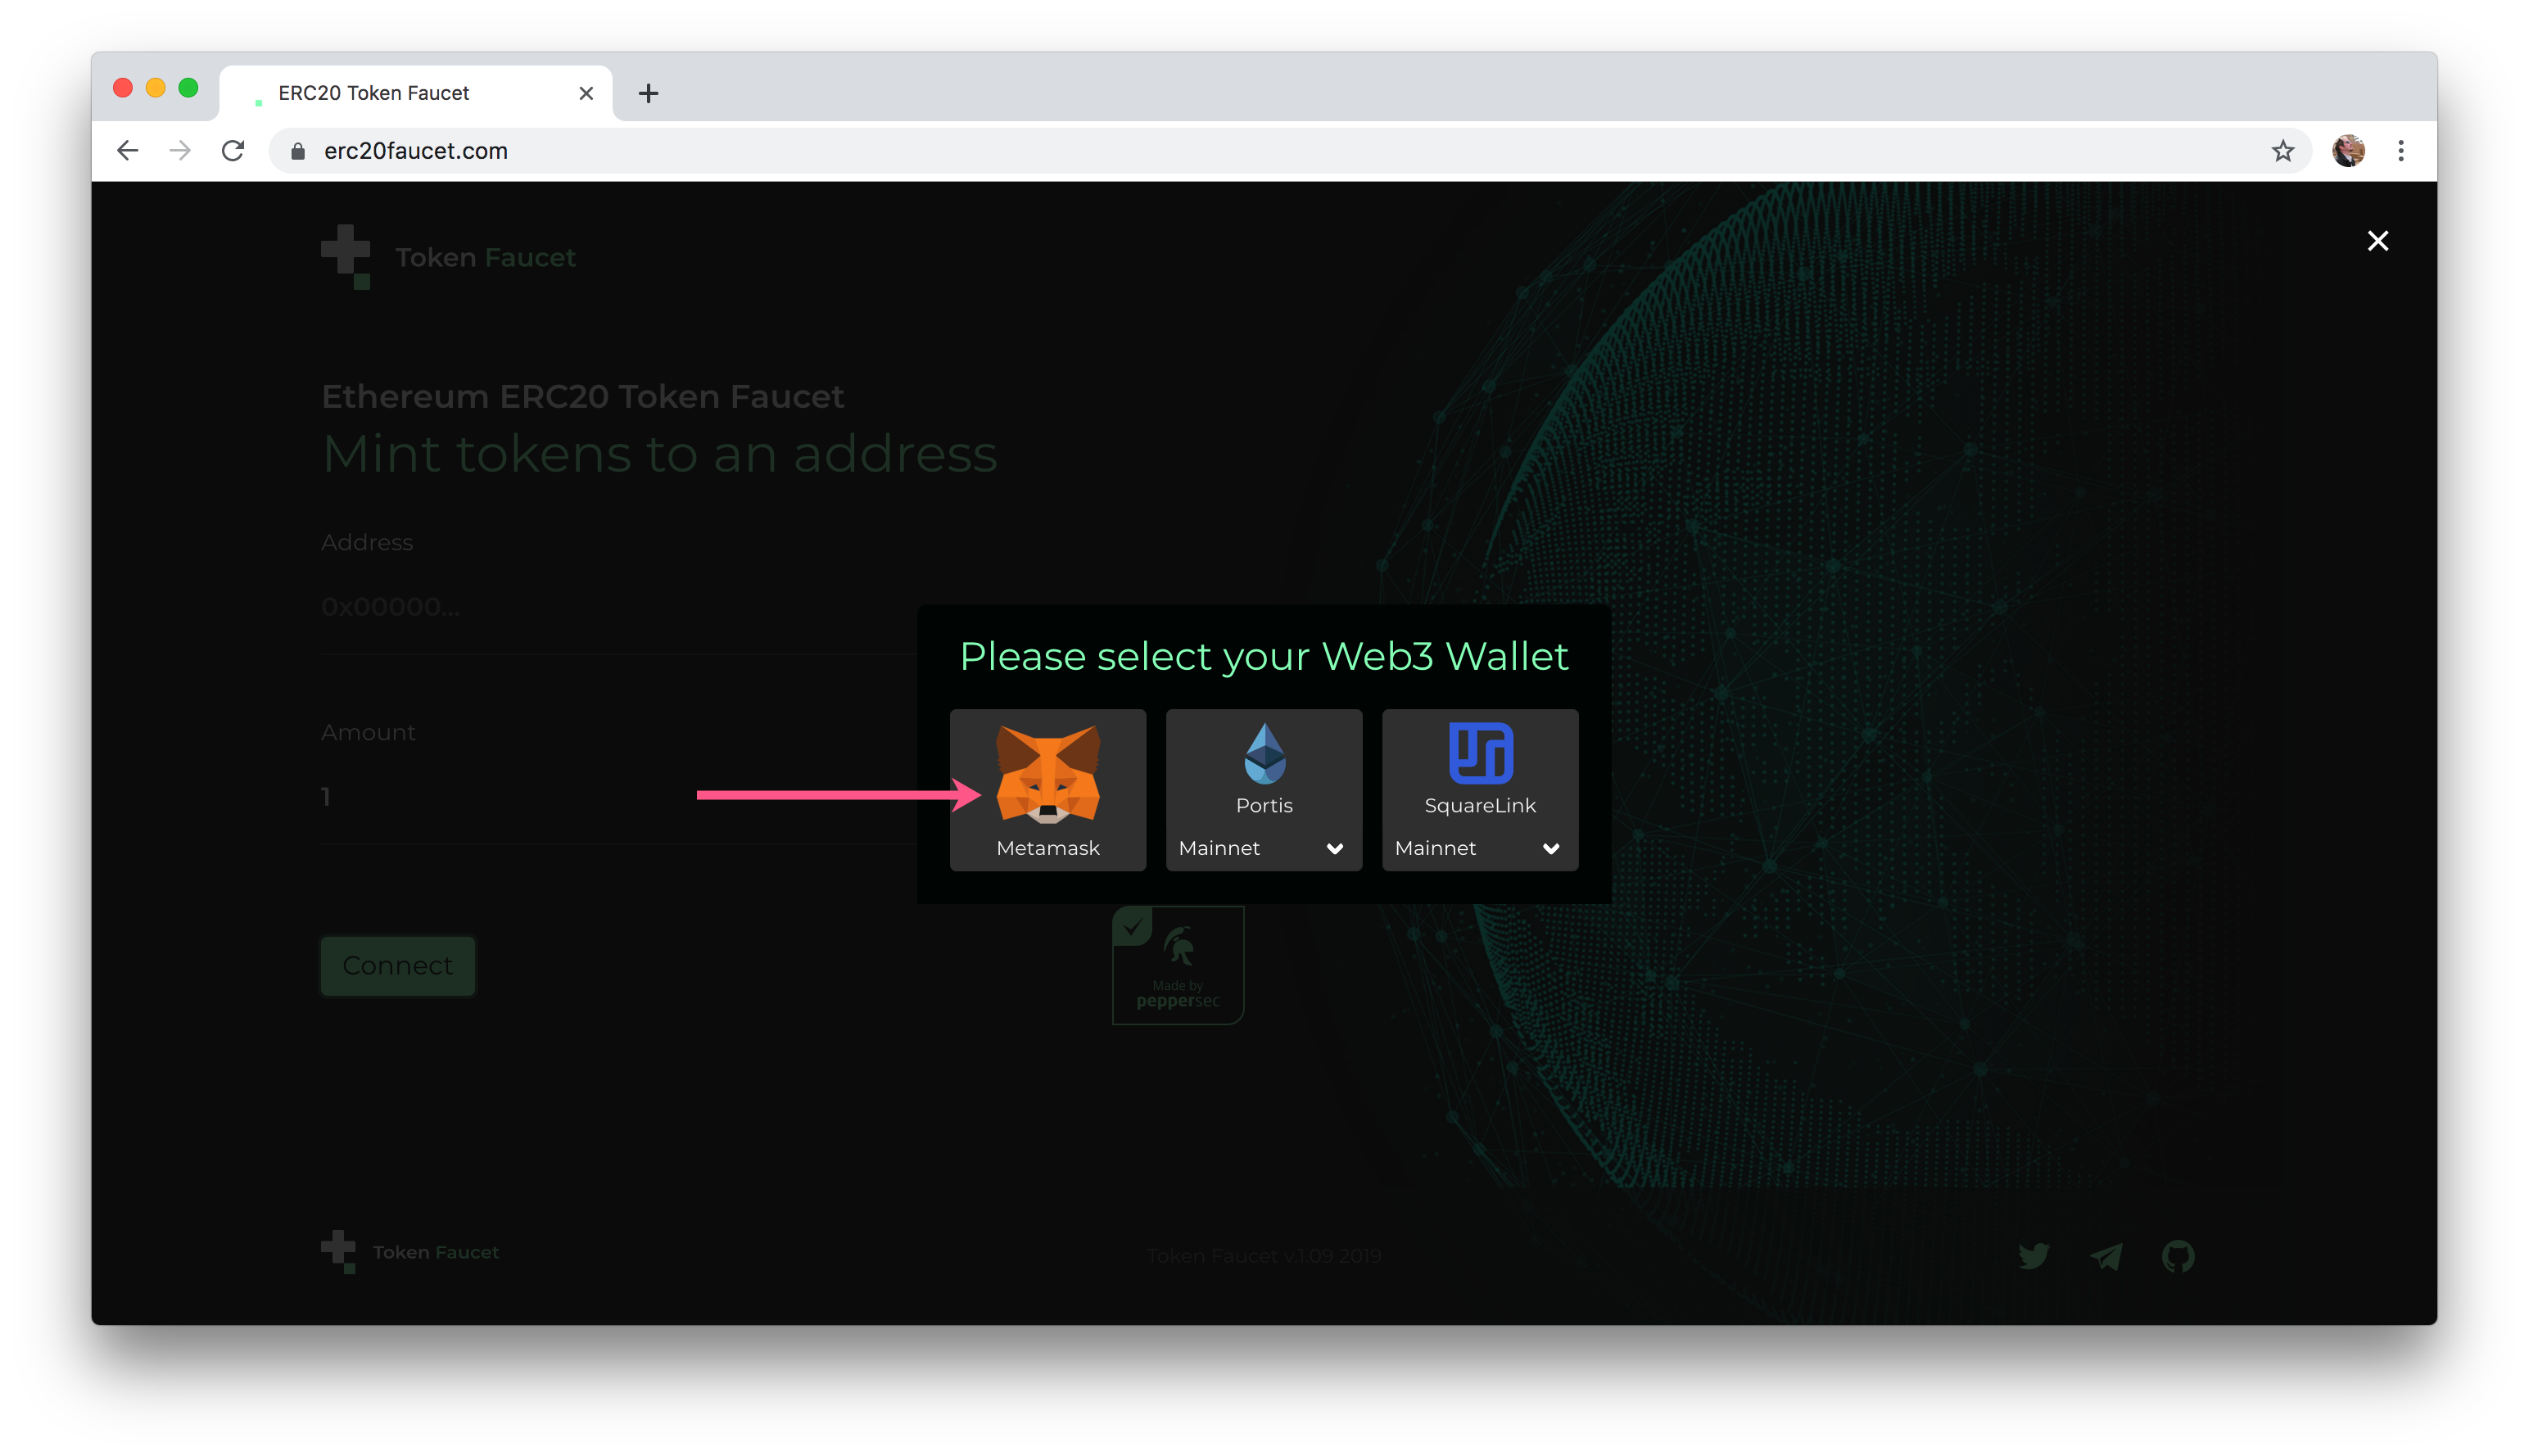 ERC20 Token Faucet
erc20faucet.com
Token Faucet
Ethereum ERC20 Token Faucet
Mint tokens to an address
Address
0x00000...
Amount
1
Connect
Please select your Web3 Wallet
Metamask
Portis
Mainnet
SquareLink
Mainnet
Made by
peppersec
Token Faucet
Token Faucet v.1.09 2019